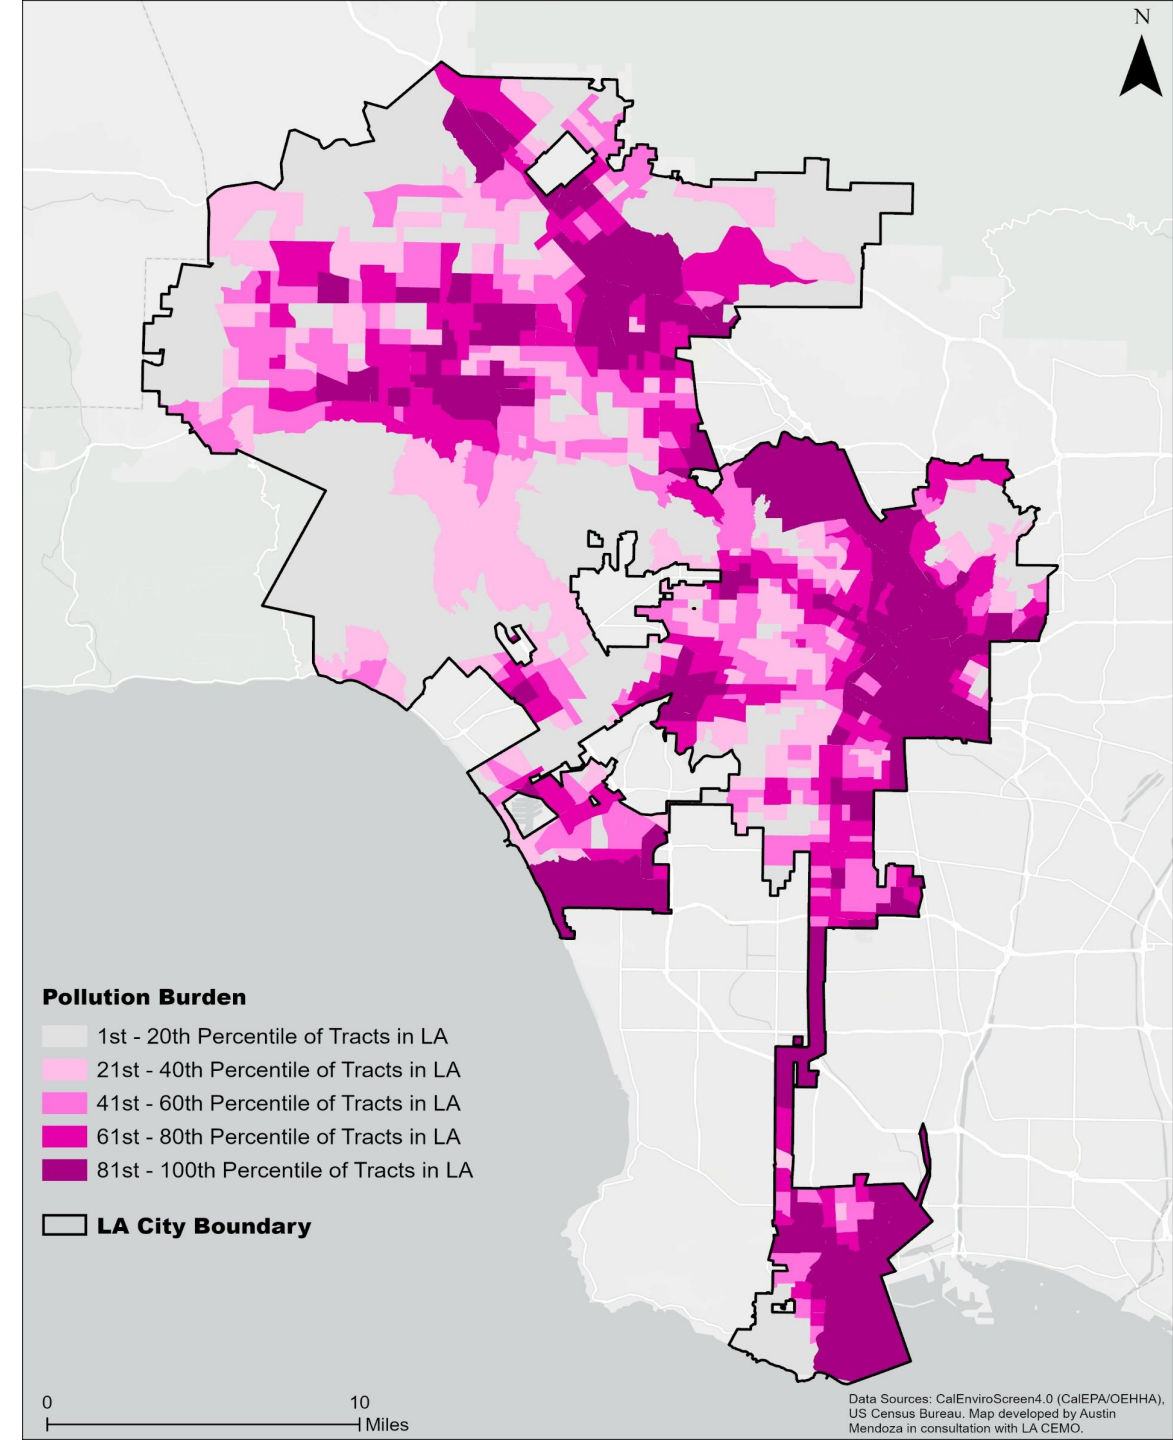 N
Pollution Burden
1st - 20th Percentile of Tracts in LA
21st - 40th Percentile of Tracts in LA
41st - 60th Percentile of Tracts in LA
61st - 80th Percentile of Tracts in LA
81st - 100th Percentile of Tracts in LA
LA City Boundary
0 10
Miles
Data Sources: CalEnviroScreen4.0 (CalEPA/OEHHA),
US Census Bureau. Map developed by Austin
Mendoza in consultation with LA CEMO.